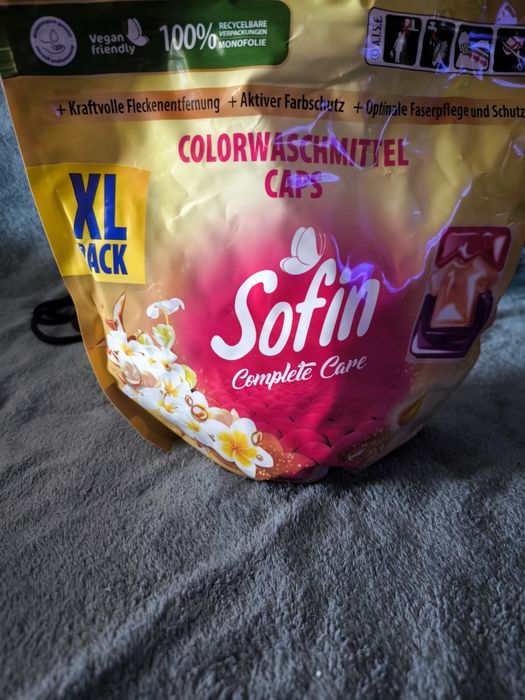 Vegan
friendly
100% RECYCELBARE
VERPACKUNGEN
MONOFOLIE
+ Kraftvolle Fleckenentfernung + Aktiver Farbschutz + Optimale Faserpflege und Schutz
COLORWASCHMITTEL
CAPS
XL
PACK
Sofin
Complete Care